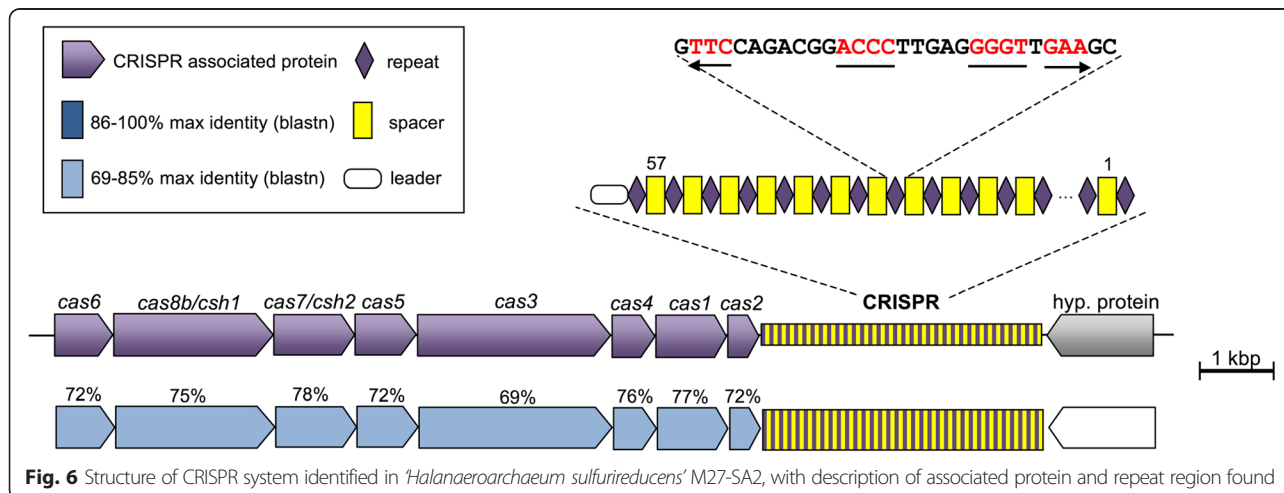 GTTCCAGACGGACCCTTGAGGGGTTGAAGC
CRISPR associated protein
repeat
86-100% max identity (blastn)
spacer
69-85% max identity (blastn)
leader
57
1
...
cas6 cas8b/csh1 cas7/csh2 cas5 cas3 cas4 cas1 cas2 CRISPR hyp. protein
1 kbp
72% 75% 78% 72% 69% 76% 77% 72%
Fig. 6 Structure of CRISPR system identified in 'Halanaeroarchaeum sulfurireducens' M27-SA2, with description of associated protein and repeat region found